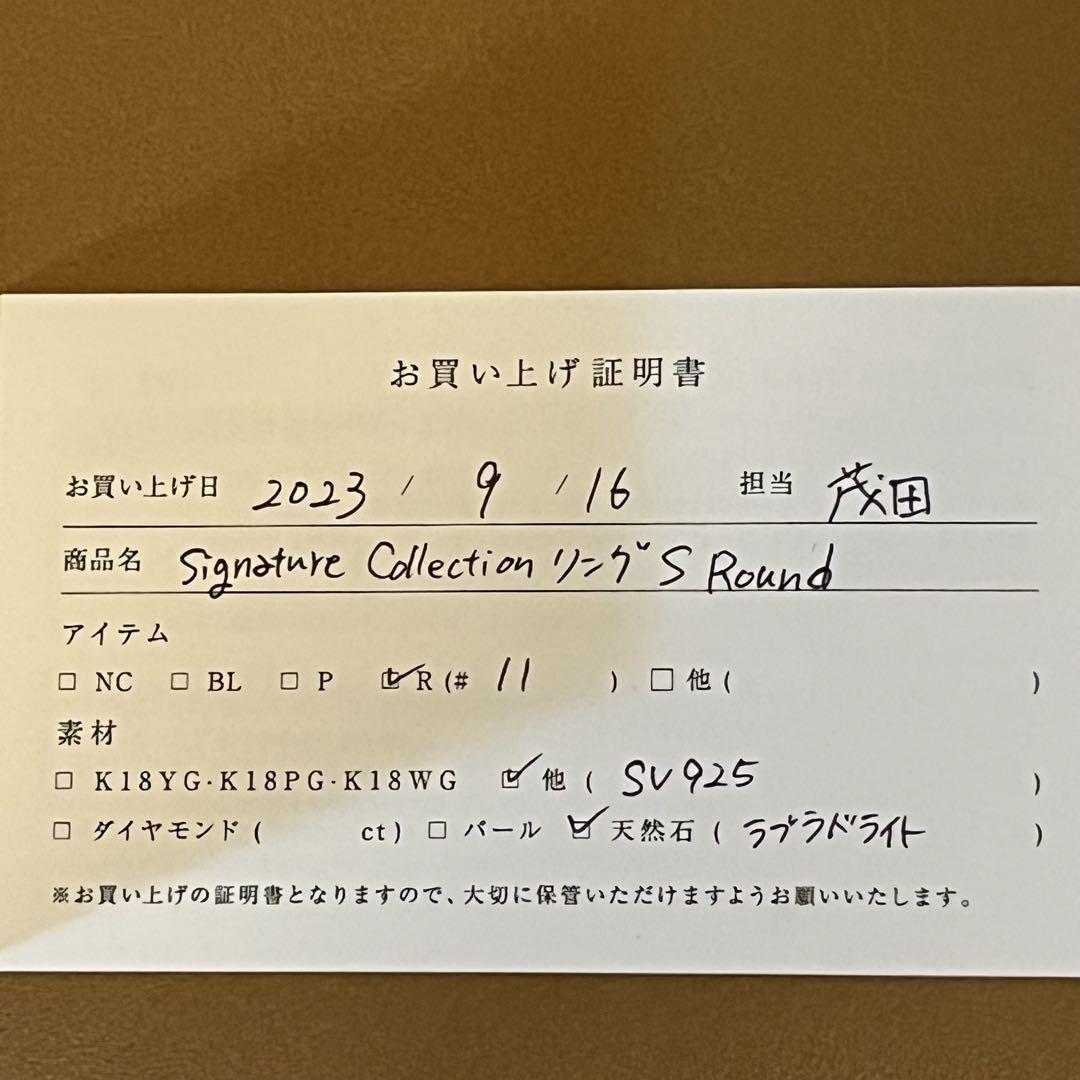 お買い上げ証明書
お買い上げ日 2023 / 9 / 16 担当 茂田
商品名 Signature Collection リング S Round
アイテム
□ NC □ BL □ P ☑ R (# 11 ) □ 他 ( )
素材
□ K18YG·K18PG·K18WG ☑ 他 ( SV925 )
□ ダイヤモンド ( ct) □ パール ☑ 天然石 ( ラブラドライト )
※お買い上げの証明書となりますので、大切に保管いただけますようお願いいたします。